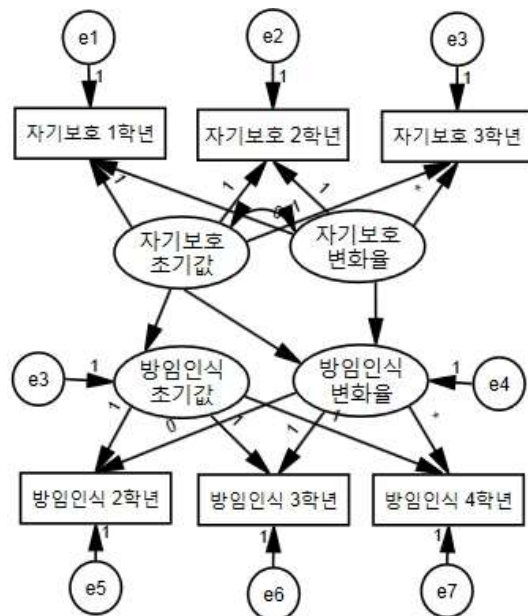 e1
e2
e3
1
1
1
자기보호 1학년
자기보호 2학년
자기보호 3학년
1
1
1
*
0
1
자기보호
초기값
자기보호
변화율
e3
1
방임인식
초기값
방임인식
변화율
1
e4
1
0
1
1
1
*
방임인식 2학년
방임인식 3학년
방임인식 4학년
1
1
1
e5
e6
e7